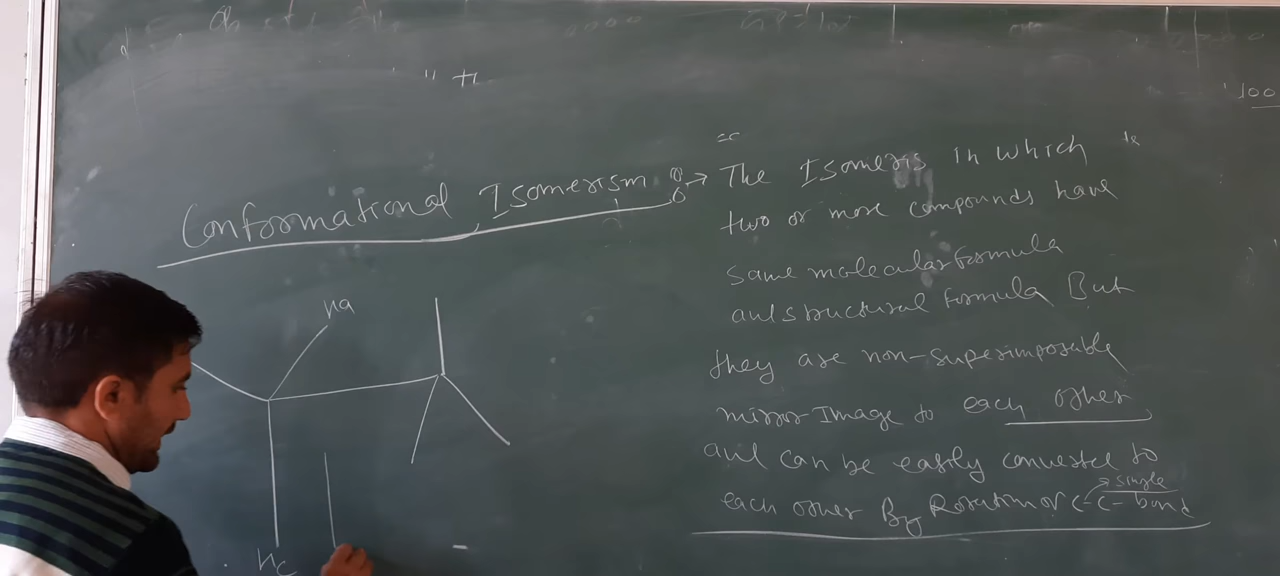 Conformational Isomerism :→ The Isomeris in which
two or more compounds have
same molecular formula
and structural formula But
they are non-superimposable
mirror-Image to each other
and can be easily converted to
each other By Rotation of C-C- bond
single
Ha
Hc
100